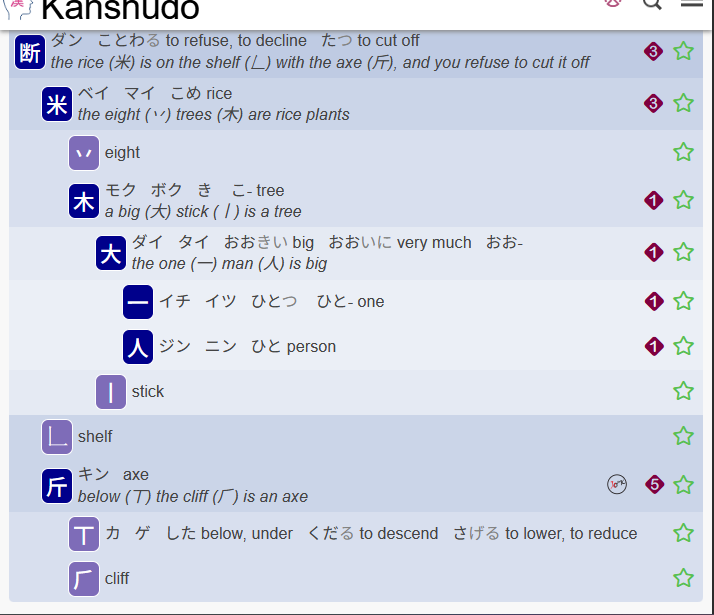 Kanshudo
断 ダン ことわる to refuse, to decline たつ to cut off 3
the rice (米) is on the shelf (𠃊) with the axe (斤), and you refuse to cut it off
米 ベイ マイ こめ rice 3
the eight (丷) trees (木) are rice plants
丷 eight
木 モク ボク き こ- tree 1
a big (大) stick (丨) is a tree
大 ダイ タイ おおきい big おおいに very much おお- 1
the one (一) man (人) is big
一 イチ イツ ひとつ ひと- one 1
人 ジン ニン ひと person 1
丨 stick
𠃊 shelf
斤 キン axe 5
below (丅) the cliff (⺁) is an axe
丅 カ ゲ した below, under くだる to descend さげる to lower, to reduce
⺁ cliff